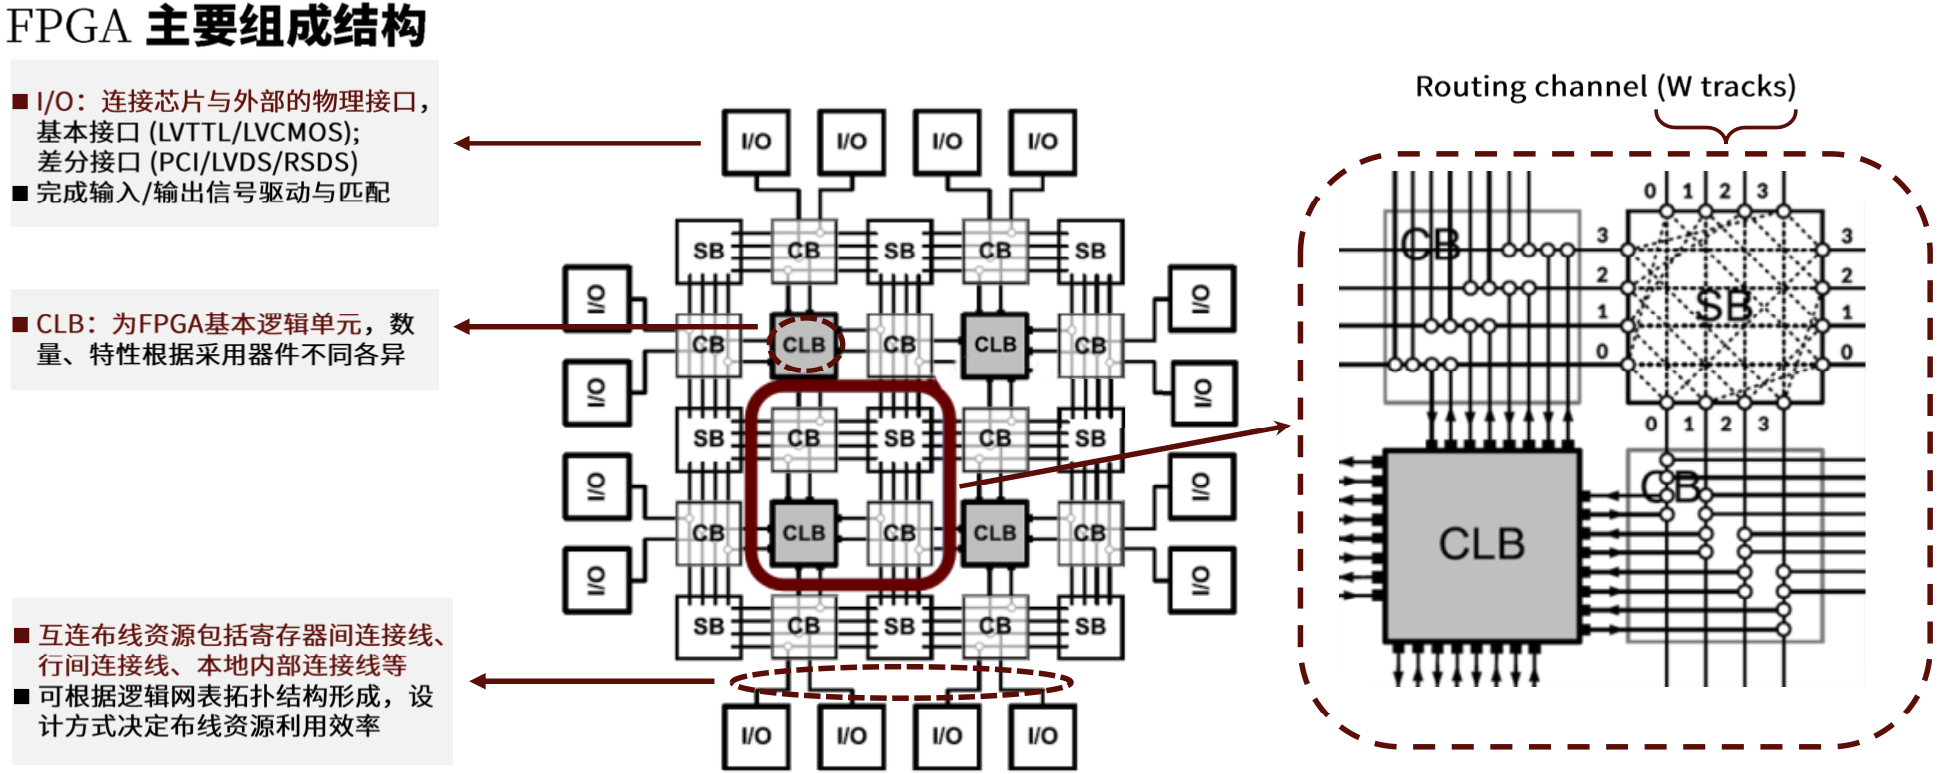 FPGA 主要组成结构
■ I/O：连接芯片与外部的物理接口，
基本接口 (LVTTL/LVCMOS);
差分接口 (PCI/LVDS/RSDS)
■ 完成输入/输出信号驱动与匹配
■ CLB：为FPGA基本逻辑单元，数
量、特性根据采用器件不同各异
■ 互连布线资源包括寄存器间连接线、
行间连接线、本地内部连接线等
■ 可根据逻辑网表拓扑结构形成，设
计方式决定布线资源利用效率
I/O I/O I/O I/O
SB CB SB CB SB
I/O I/O
CB CLB CB CLB CB
I/O I/O
SB CB SB CB SB
I/O I/O
CB CLB CB CLB CB
I/O I/O
SB CB SB CB SB
I/O I/O I/O I/O
Routing channel (W tracks)
0 1 2 3
CB 3 3
2 2
SB
1 1
0 0
0 1 2 3
CB
CLB